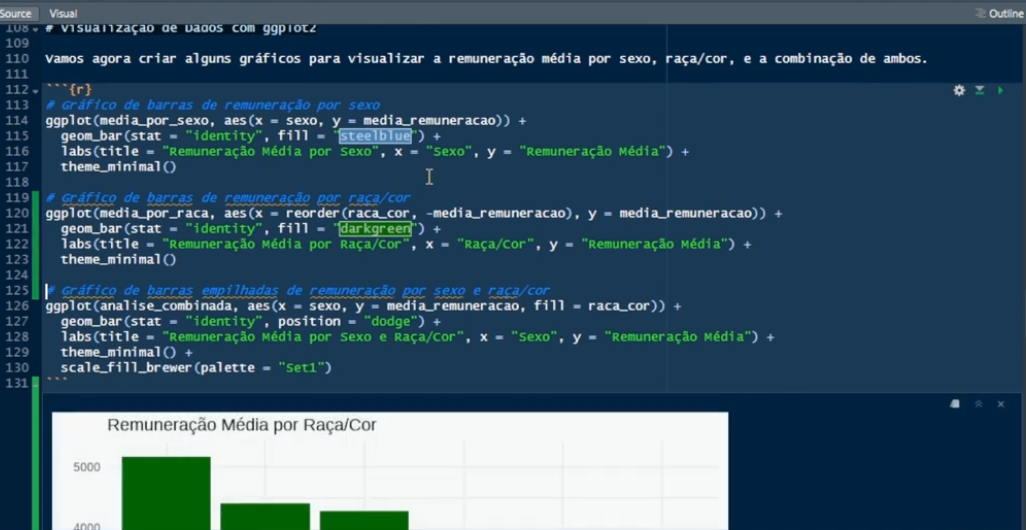 Source Visual Outline
108 # Visualização de Dados com ggplot2
109
110 Vamos agora criar alguns gráficos para visualizar a remuneração média por sexo, raça/cor, e a combinação de ambos.
111
112 ```{r}
113 # Gráfico de barras de remuneração por sexo
114 ggplot(media_por_sexo, aes(x = sexo, y = media_remuneracao)) +
115 geom_bar(stat = "identity", fill = "steelblue") +
116 labs(title = "Remuneração Média por Sexo", x = "Sexo", y = "Remuneração Média") +
117 theme_minimal()
118
119 # Gráfico de barras de remuneração por raça/cor
120 ggplot(media_por_raca, aes(x = reorder(raca_cor, -media_remuneracao), y = media_remuneracao)) +
121 geom_bar(stat = "identity", fill = "darkgreen") +
122 labs(title = "Remuneração Média por Raça/Cor", x = "Raça/Cor", y = "Remuneração Média") +
123 theme_minimal()
124
125 # Gráfico de barras empilhadas de remuneração por sexo e raça/cor
126 ggplot(analise_combinada, aes(x = sexo, y = media_remuneracao, fill = raca_cor)) +
127 geom_bar(stat = "identity", position = "dodge") +
128 labs(title = "Remuneração Média por Sexo e Raça/Cor", x = "Sexo", y = "Remuneração Média") +
129 theme_minimal() +
130 scale_fill_brewer(palette = "Set1")
131 ```
Remuneração Média por Raça/Cor
5000
4000